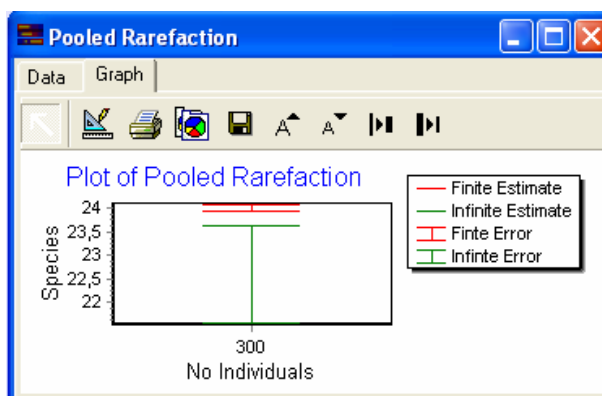 Pooled Rarefaction
Data Graph
A A
Plot of Pooled Rarefaction
Finite Estimate
Infinite Estimate
Finte Error
Infinte Error
Species
24
23,5
23
22,5
22
300
No Individuals